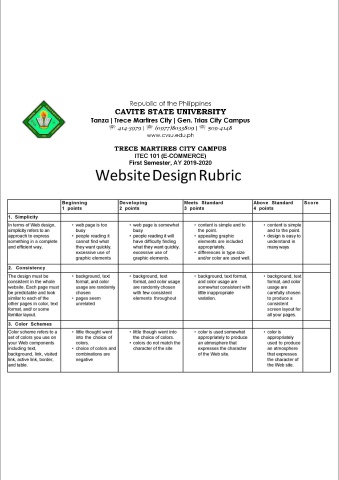 Republic of the Philippines
CAVITE STATE UNIVERSITY
Tanza | Trece Martires City | Gen. Trias City Campus
☏ 414-3979 | ☏ (0977)8033809 | ☏ 509-4148
www.cvsu.edu.ph
TRECE MARTIRES CITY CAMPUS
ITEC 101 (E-COMMERCE)
First Semester, AY 2019-2020
Website Design Rubric
Beginning
1 points
Developing
2 points
Meets Standard
3 points
Above Standard
4 points
Score
1. Simplicity
In terms of Web design,
simplicity refers to an
approach to express
something in a complete
and efficient way.
• web page is too
busy
• people reading it
cannot find what
they want quickly.
excessive use of
graphic elements
• web page is somewhat
busy
• people reading it will
have difficulty finding
what they want quickly.
excessive use of
graphic elements.
• content is simple and to
the point.
• appealing graphic
elements are included
appropriately.
• differences in type size
and/or color are used well.
• content is simple
and to the point.
• design is easy to
understand in
many ways
2. Consistency
The design must be
consistent in the whole
website. Each page must
be predictable and look
similar to each of the
other pages in color, text
format, and/ or some
familiar layout.
• background, text
format, and color
usage are randomly
chosen
• pages seem
unrelated
• background, text
format, and color usage
are randomly chosen
with few consistent
elements throughout
• background, text format,
and color usage are
somewhat consistent with
little inappropriate
variation.
• background, text
format, and color
usage are
carefully chosen
to produce a
consistent
screen layout for
all your pages.
3. Color Schemes
Color scheme refers to a
set of colors you use on
your Web components
including text,
background, link, visited
link, active link, border,
and table.
• little thought went
into the choice of
colors.
• choice of colors and
combinations are
negative
• little though went into
the choice of colors.
• colors do not match the
character of the site
• color is used somewhat
appropriately to produce
an atmosphere that
expresses the character
of the Web site.
• color is
appropriately
used to produce
an atmosphere
that expresses
the character of
the Web site.